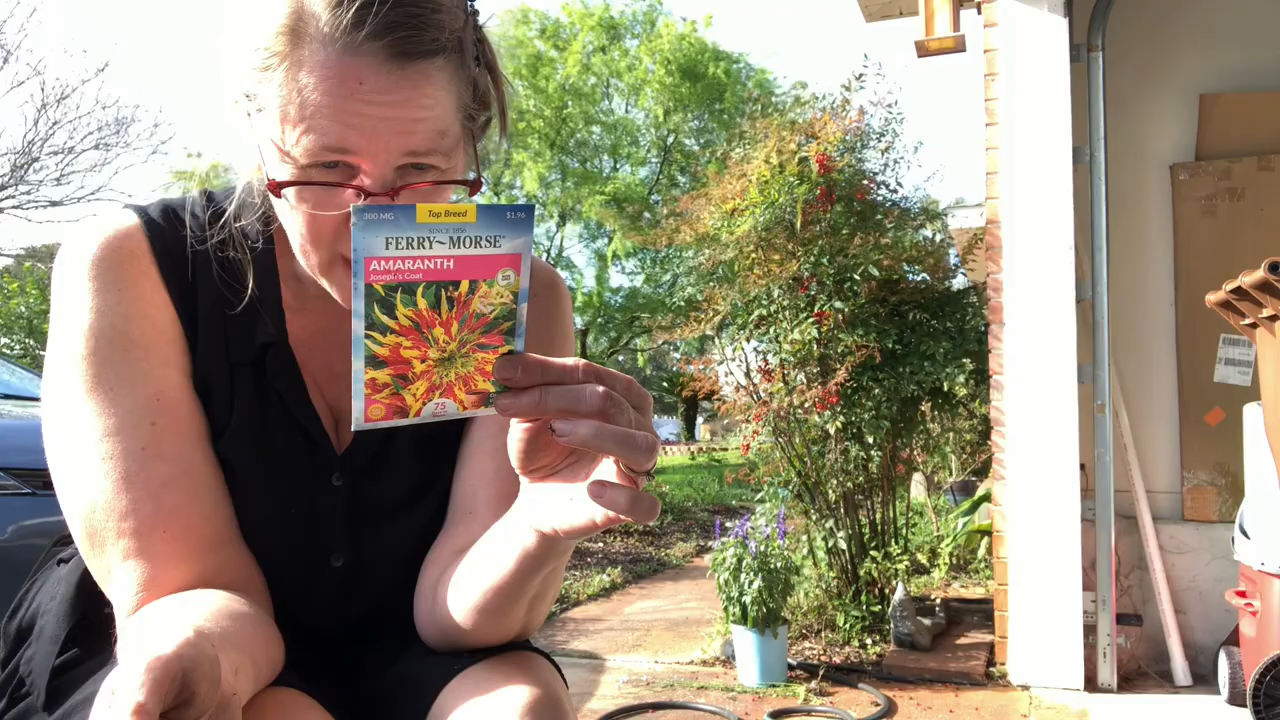 300 MG
Top Breed
$1.96
SINCE 1856
FERRY~MORSE®
AMARANTH
Joseph's Coat
75